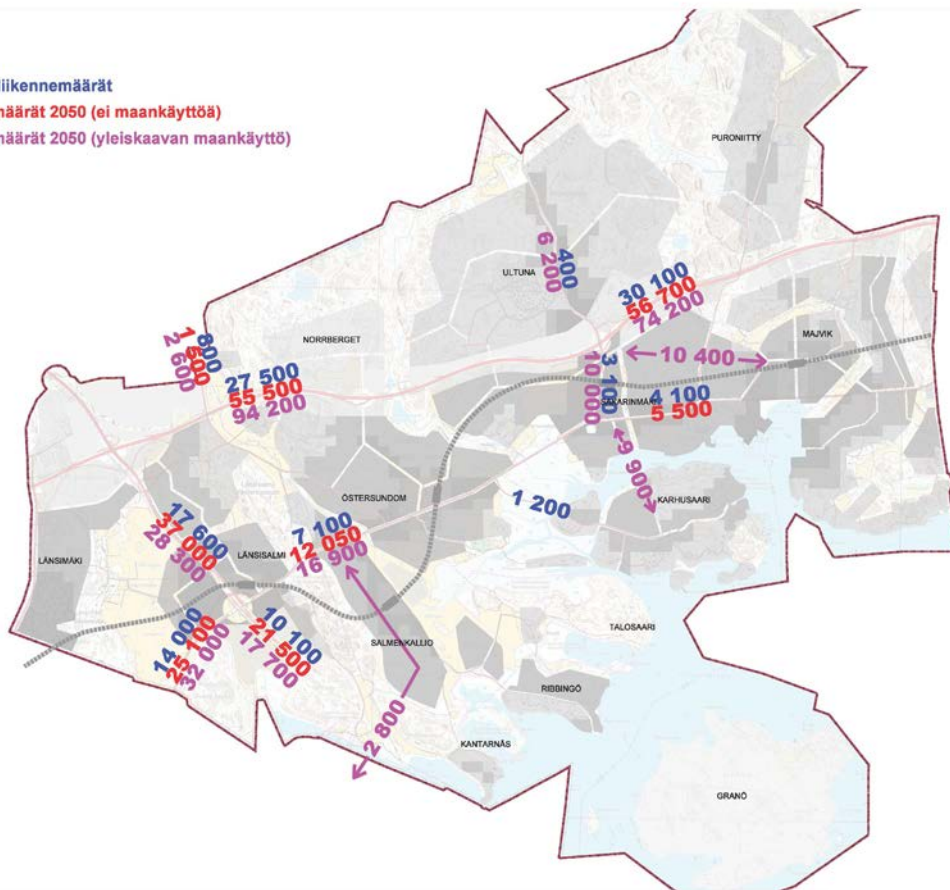 liikennemäärät
määrät 2050 (ei maankäyttöä)
määrät 2050 (yleiskaavan maankäyttö)
PURONIITTY
ULTUNA
400
6 200
30 100
56 700
74 200
NORRBERGET
MAJVIK
800
1 500
2 600
27 500
55 500
94 200
10 400
3 100
10 000
SAKARINMÄKI
4 100
5 500
9 900
KARHUSAARI
ÖSTERSUNDOM
1 200
17 600
37 000
28 300
7 100
12 050
16 900
LÄNSISALMI
LÄNSIMÄKI
14 000
25 100
32 000
10 100
21 500
17 700
SALMENKALLIO
TALOSAARI
RIBBINGÖ
2 800
KANTARNÄS
GRANÖ